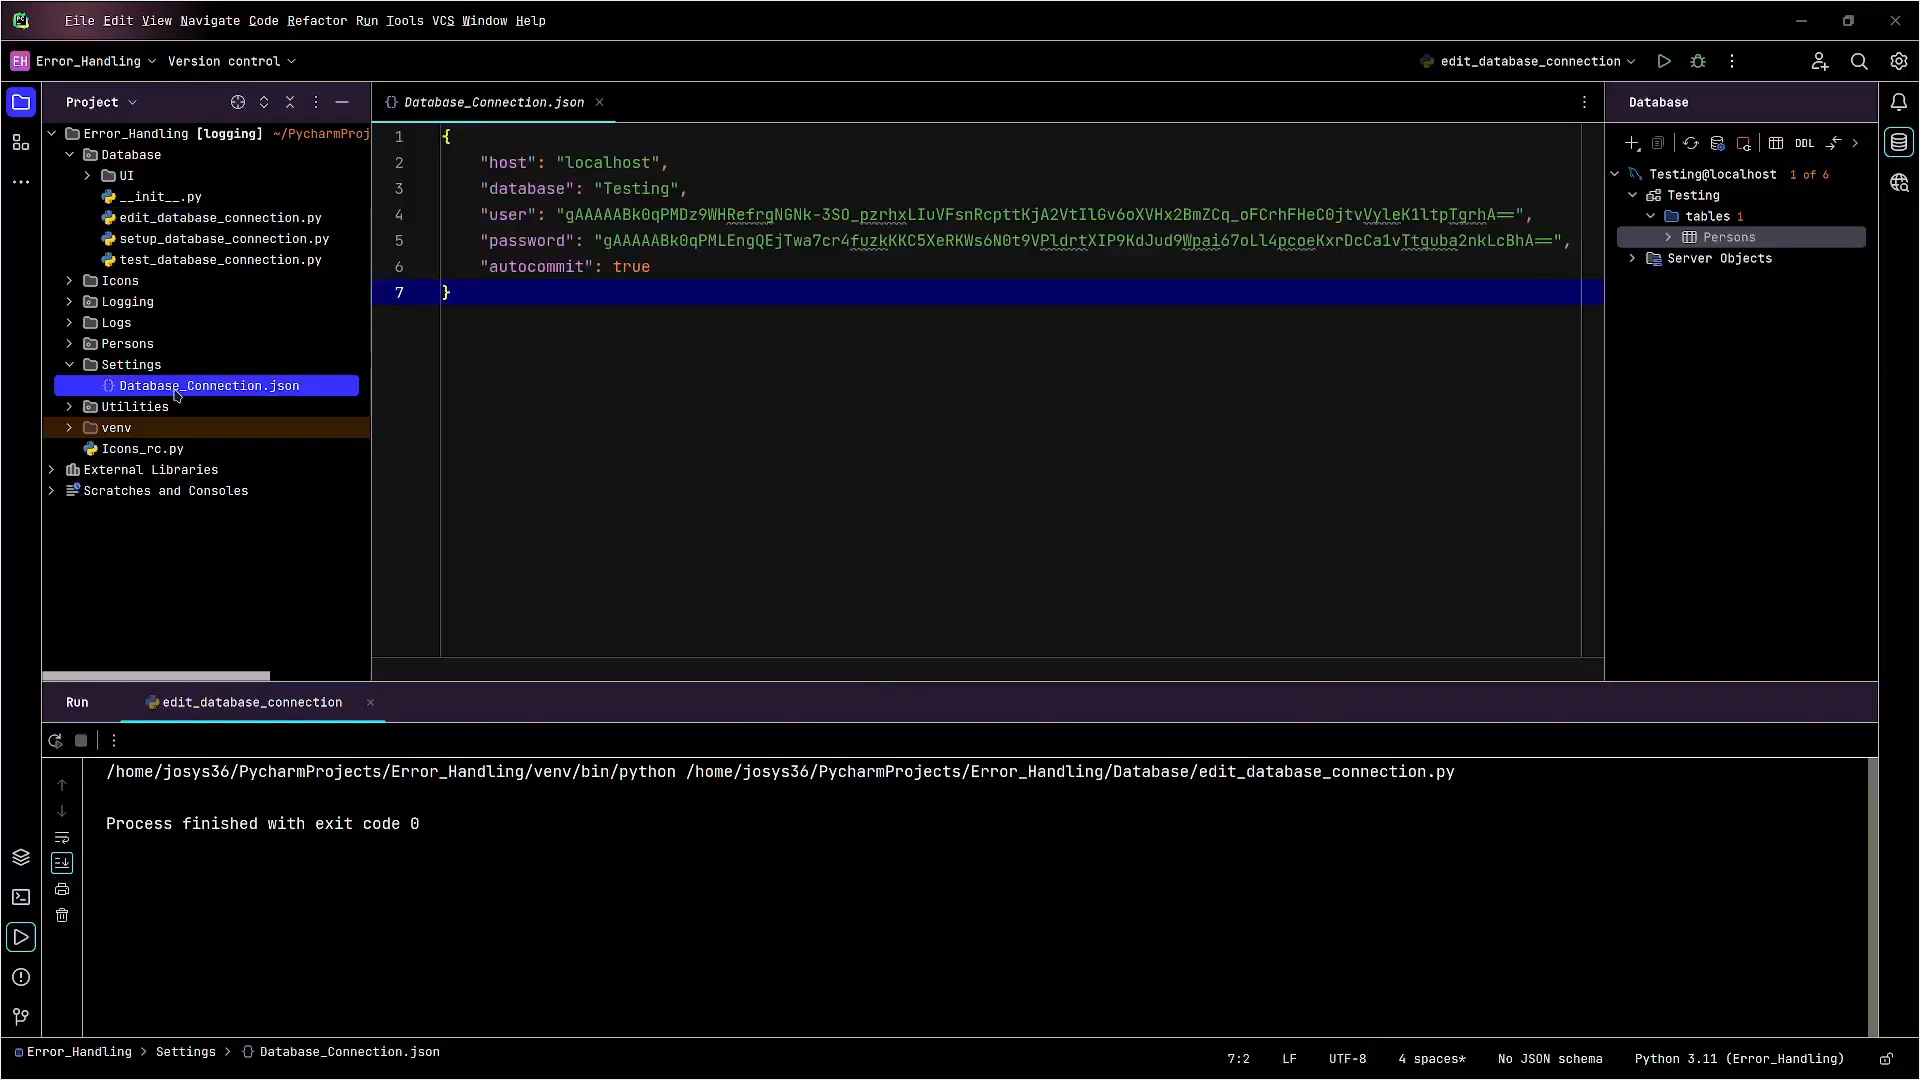 File Edit View Navigate Code Refactor Run Tools VCS Window Help
EH Error_Handling Version control edit_database_connection
Project
Error_Handling [logging] ~/PycharmProj
Database
UI
__init__.py
edit_database_connection.py
setup_database_connection.py
test_database_connection.py
Icons
Logging
Logs
Persons
Settings
Database_Connection.json
Utilities
venv
Icons_rc.py
External Libraries
Scratches and Consoles
Database_Connection.json
1 {
2 "host": "localhost",
3 "database": "Testing",
4 "user": "gAAAAABk0qPMDz9WHRefrgNGNk-3SO_pzrhxLIuVFsnRcpttKjA2VtIlGv6oXVHx2BmZCq_oFCrhFHeC0jtvVyleK1ltpTgrhA==",
5 "password": "gAAAAABk0qPMLEngQEjTwa7cr4fuzkKKC5XeRKWs6N0t9VPldrtXIP9KdJud9Wpai67oLl4pcoeKxrDcCa1vTtguba2nkLcBhA==",
6 "autocommit": true
7 }
Database
DDL
Testing@localhost 1 of 6
Testing
tables 1
Persons
Server Objects
Run edit_database_connection
/home/josys36/PycharmProjects/Error_Handling/venv/bin/python /home/josys36/PycharmProjects/Error_Handling/Database/edit_database_connection.py
Process finished with exit code 0
Error_Handling > Settings > Database_Connection.json
7:2 LF UTF-8 4 spaces* No JSON schema Python 3.11 (Error_Handling)